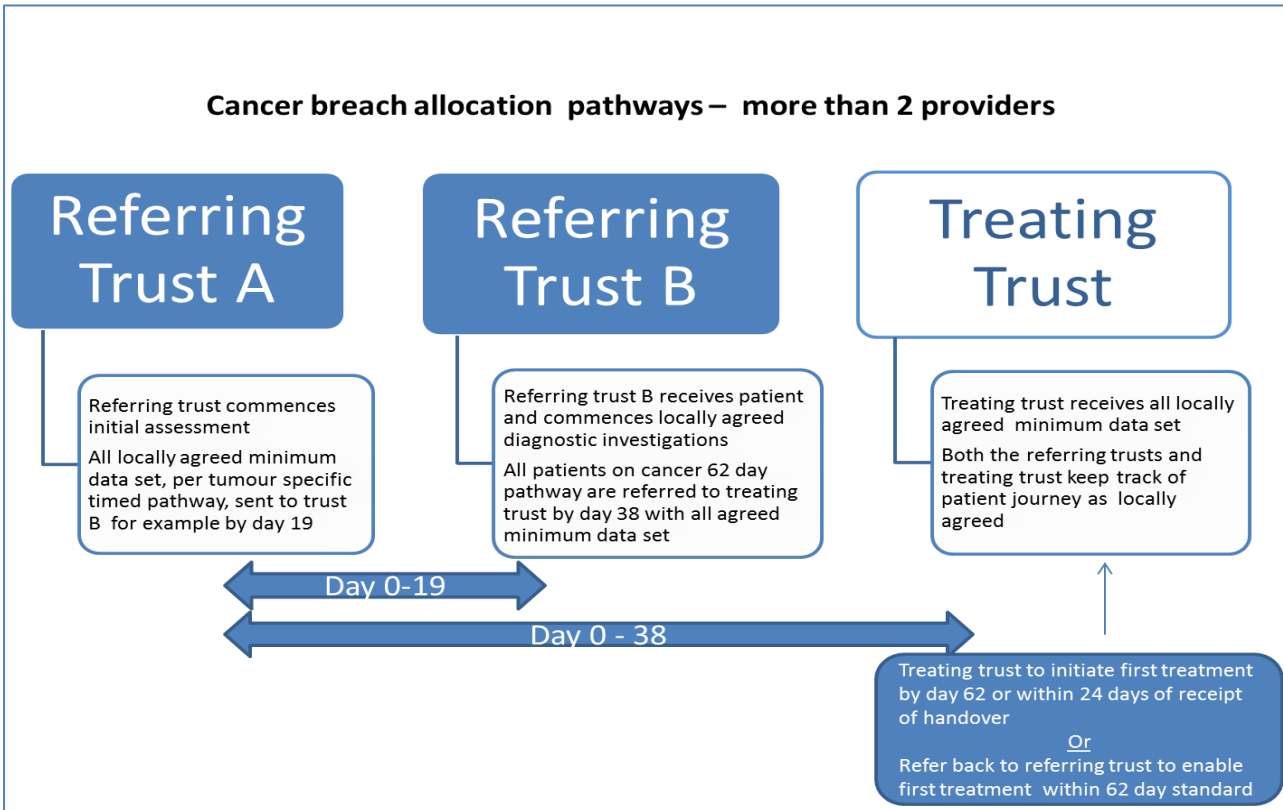 Cancer breach allocation pathways – more than 2 providers
Referring
Trust A
Referring
Trust B
Treating
Trust
Referring trust commences
initial assessment
All locally agreed minimum
data set, per tumour specific
timed pathway, sent to trust
B for example by day 19
Referring trust B receives patient
and commences locally agreed
diagnostic investigations
All patients on cancer 62 day
pathway are referred to treating
trust by day 38 with all agreed
minimum data set
Treating trust receives all locally
agreed minimum data set
Both the referring trusts and
treating trust keep track of
patient journey as locally
agreed
Day 0-19
Day 0 - 38
Treating trust to initiate first treatment
by day 62 or within 24 days of receipt
of handover
Or
Refer back to referring trust to enable
first treatment within 62 day standard